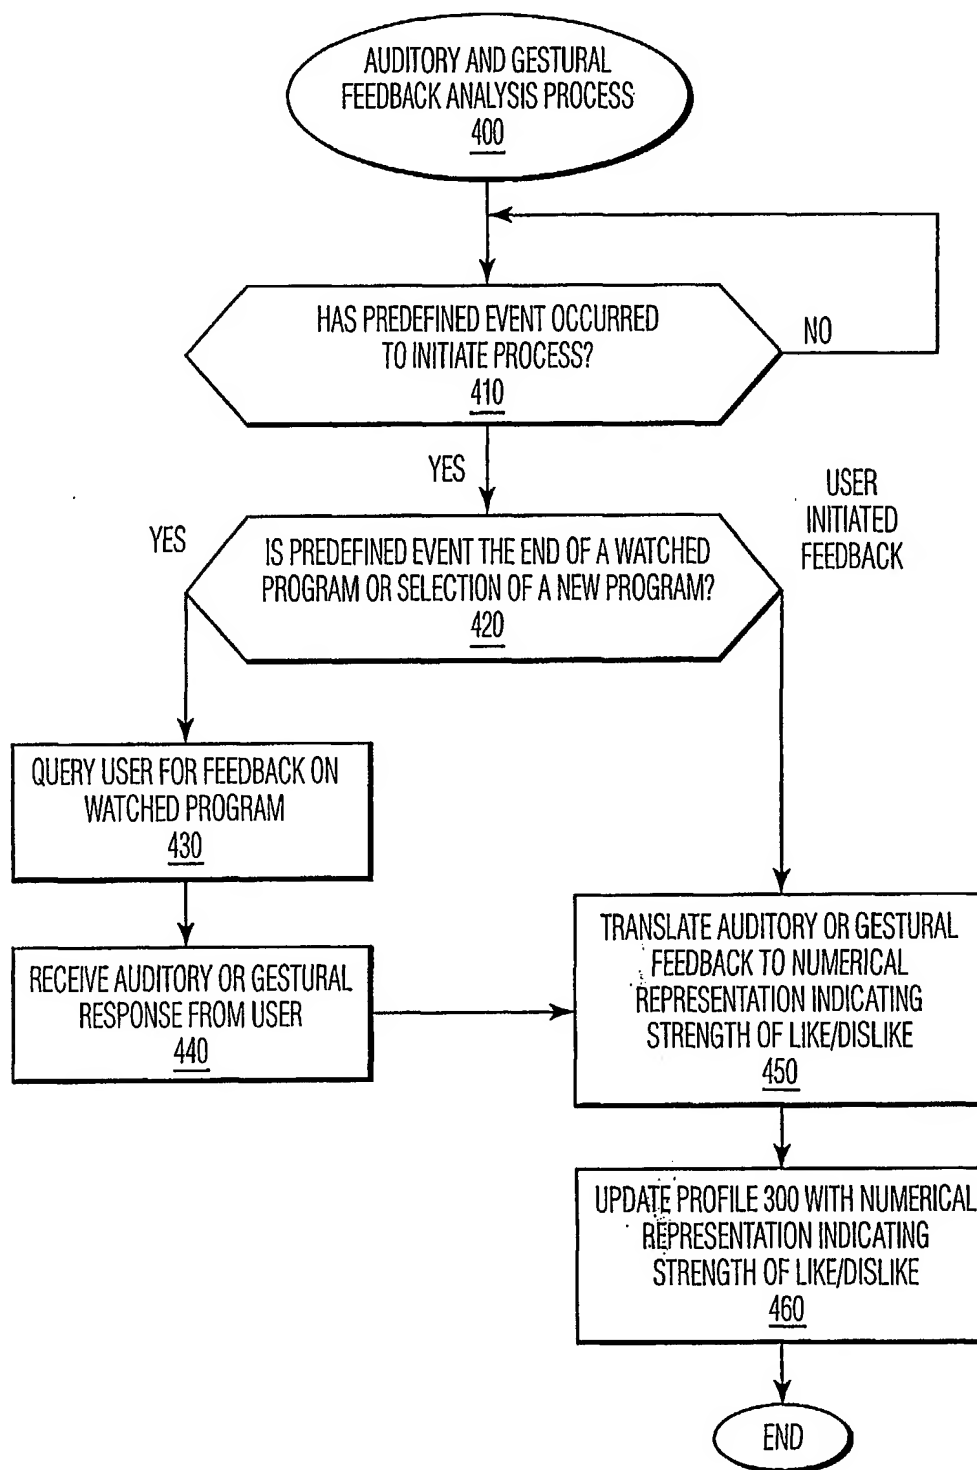 AUDITORY AND GESTURAL
FEEDBACK ANALYSIS PROCESS
400
HAS PREDEFINED EVENT OCCURRED
TO INITIATE PROCESS?
410
NO
YES
USER
INITIATED
FEEDBACK
YES
IS PREDEFINED EVENT THE END OF A WATCHED
PROGRAM OR SELECTION OF A NEW PROGRAM?
420
QUERY USER FOR FEEDBACK ON
WATCHED PROGRAM
430
RECEIVE AUDITORY OR GESTURAL
RESPONSE FROM USER
440
TRANSLATE AUDITORY OR GESTURAL
FEEDBACK TO NUMERICAL
REPRESENTATION INDICATING
STRENGTH OF LIKE/DISLIKE
450
UPDATE PROFILE 300 WITH NUMERICAL
REPRESENTATION INDICATING
STRENGTH OF LIKE/DISLIKE
460
END